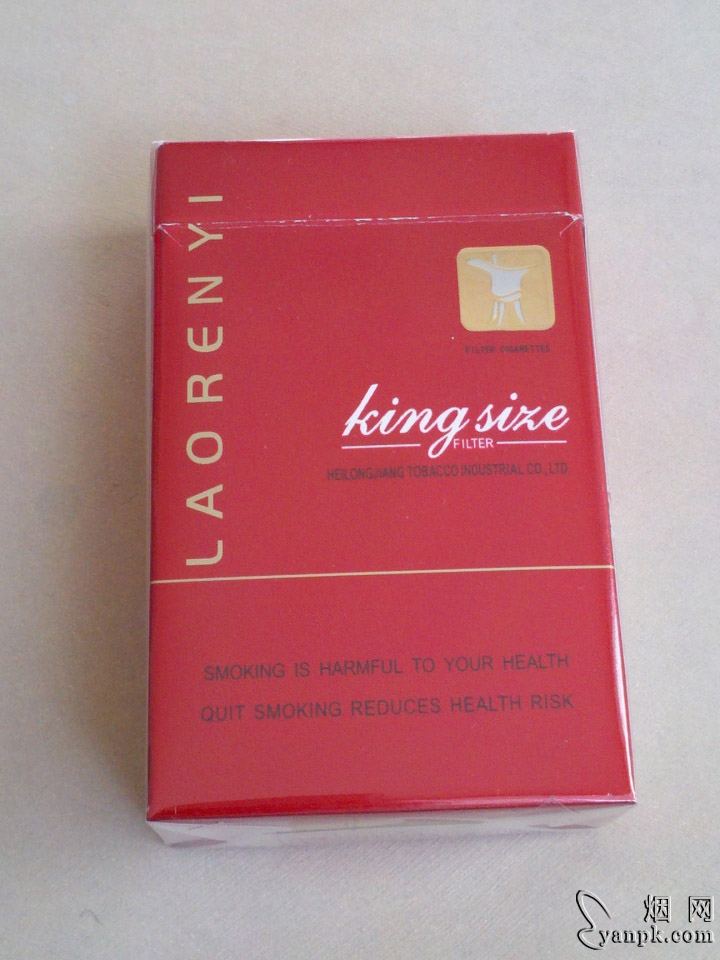 LAORENYI
FILTER CIGARETTES
king size
FILTER
HEILONGJIANG TOBACCO INDUSTRIAL CO., LTD
SMOKING IS HARMFUL TO YOUR HEALTH
QUIT SMOKING REDUCES HEALTH RISK
烟网
yanpk.com